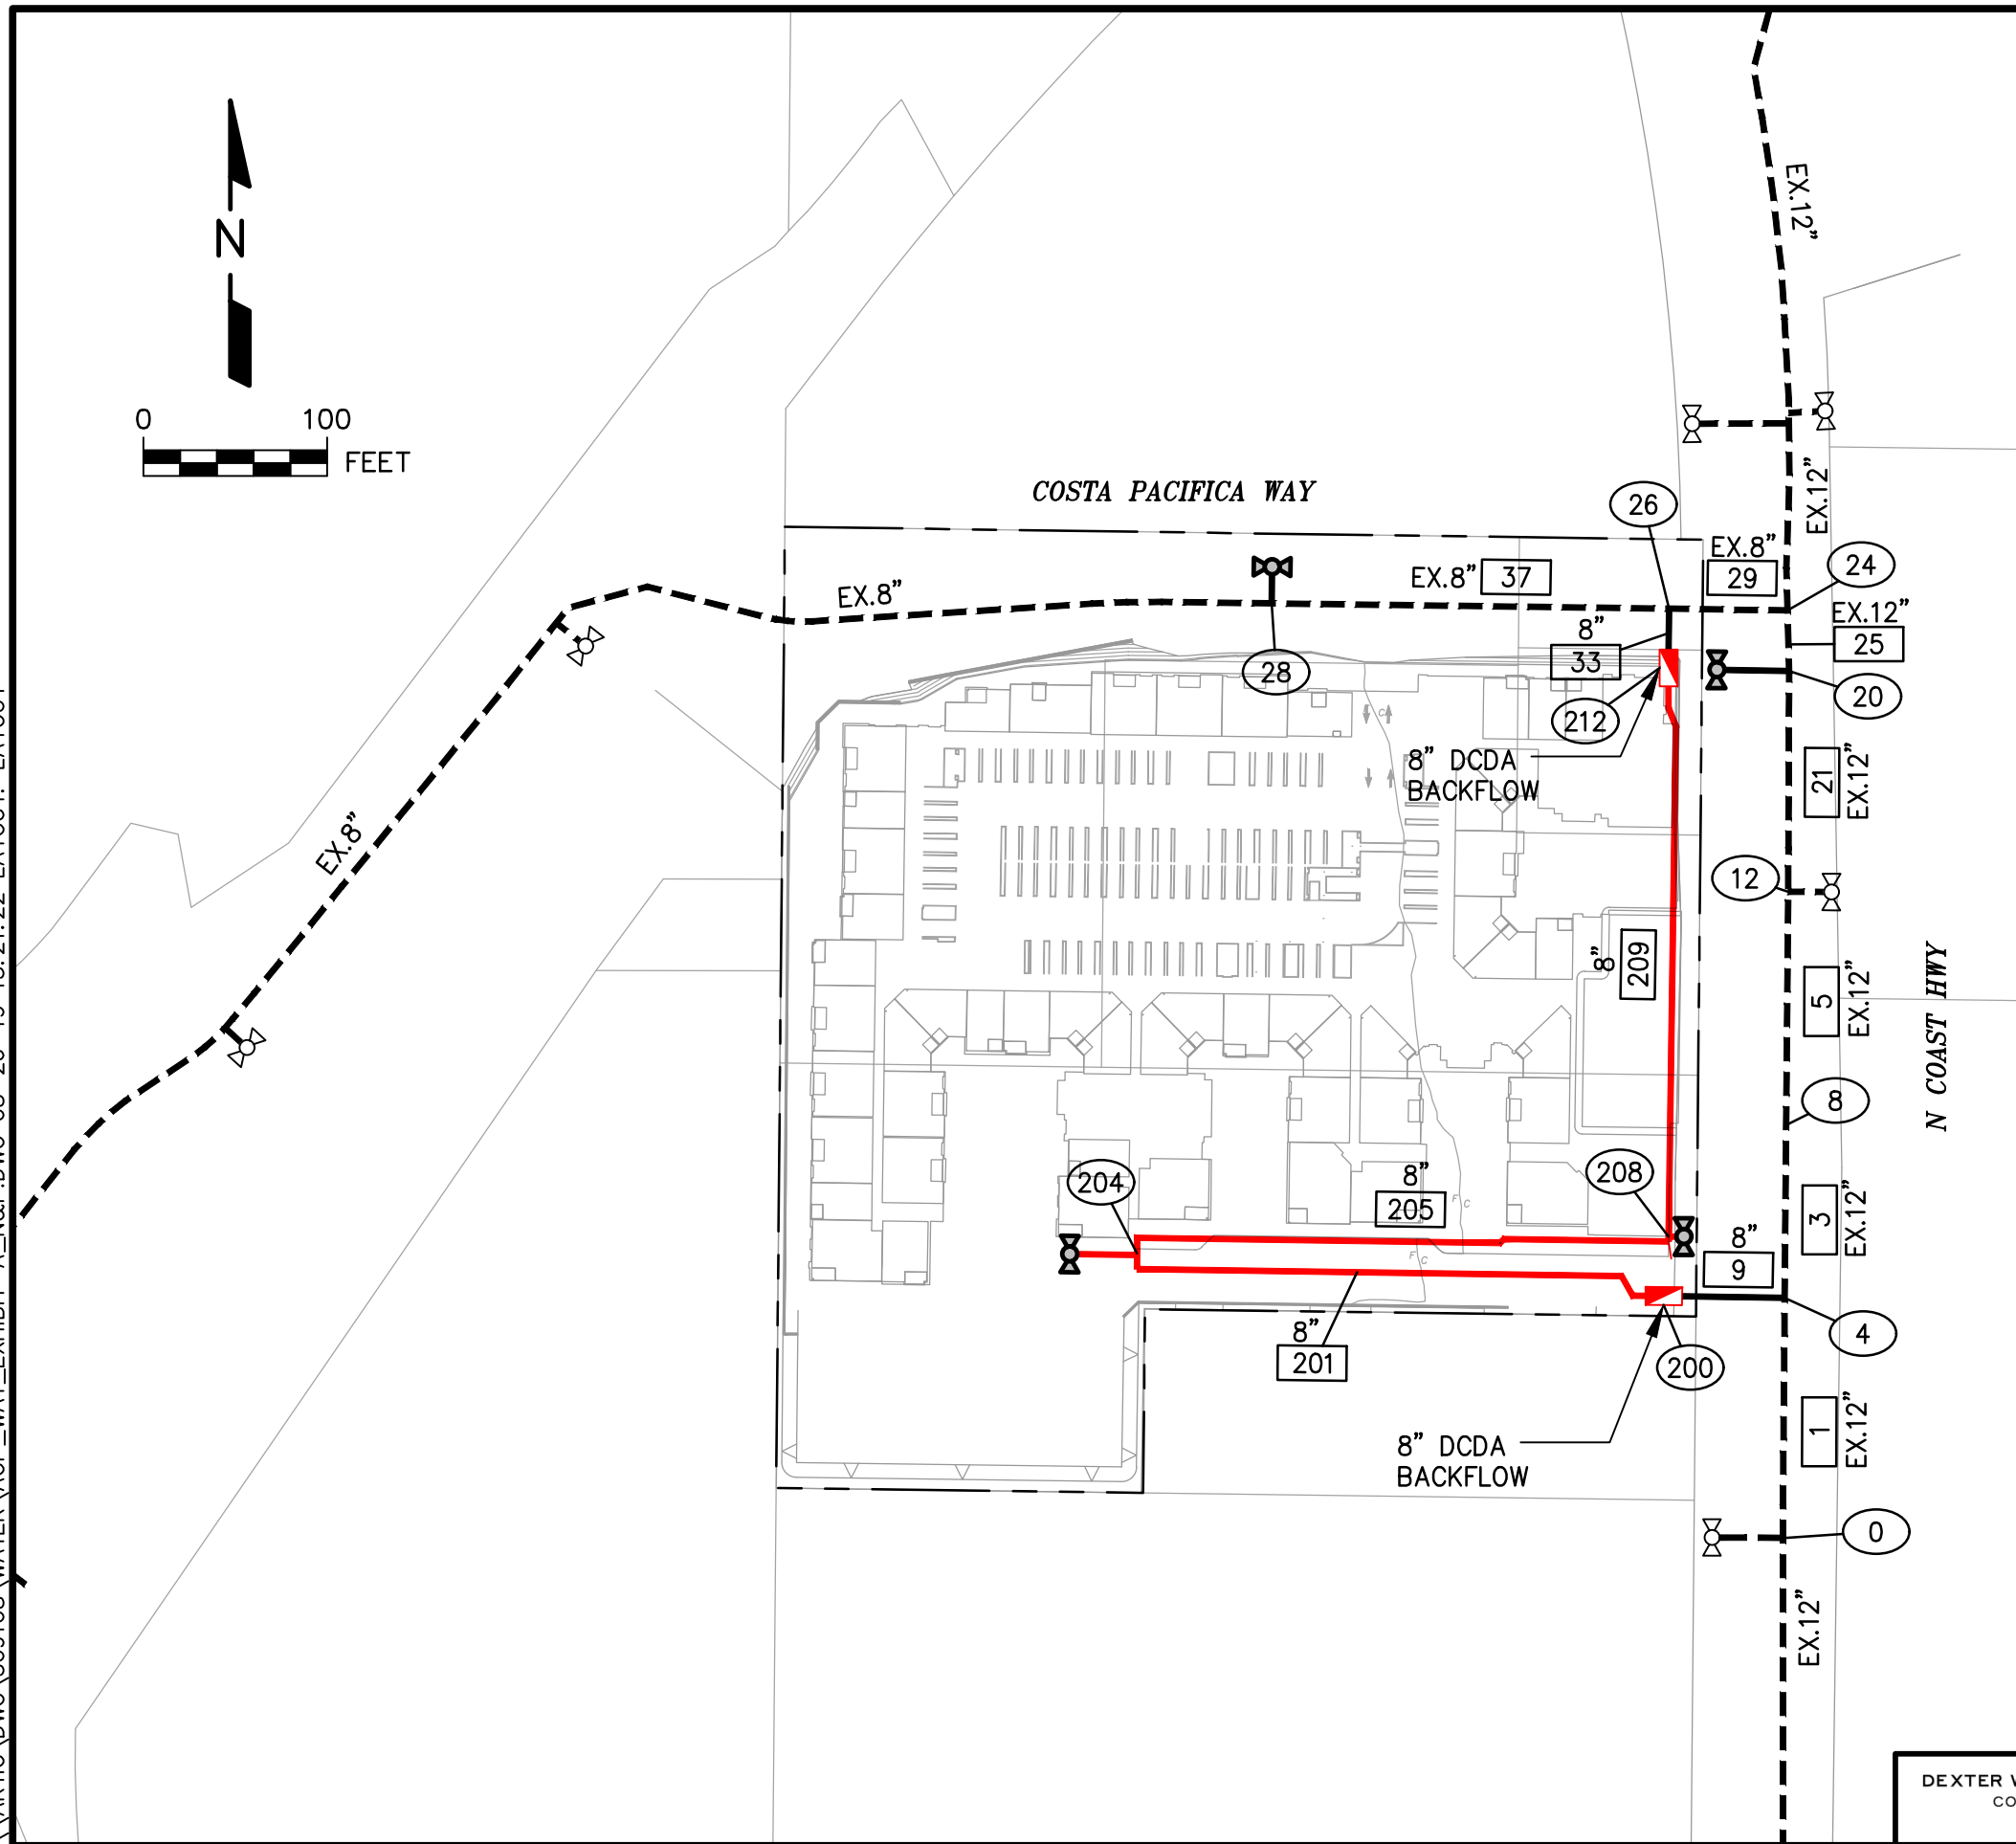 N
0 100
FEET
EX.12"
COSTA PACIFICA WAY
26
EX.12"
EX.8"
29
24
EX.8" 37
EX.8"
EX.12"
25
8"
33
28
20
212
8" DCDA
BACKFLOW
21
EX.12"
EX.8"
12
8"
209
5
EX.12"
N COAST HWY
8
204
8"
205
208
3
EX.12"
8"
9
4
8"
201
200
1
EX.12"
8" DCDA
BACKFLOW
0
EX.12"
DEXTER